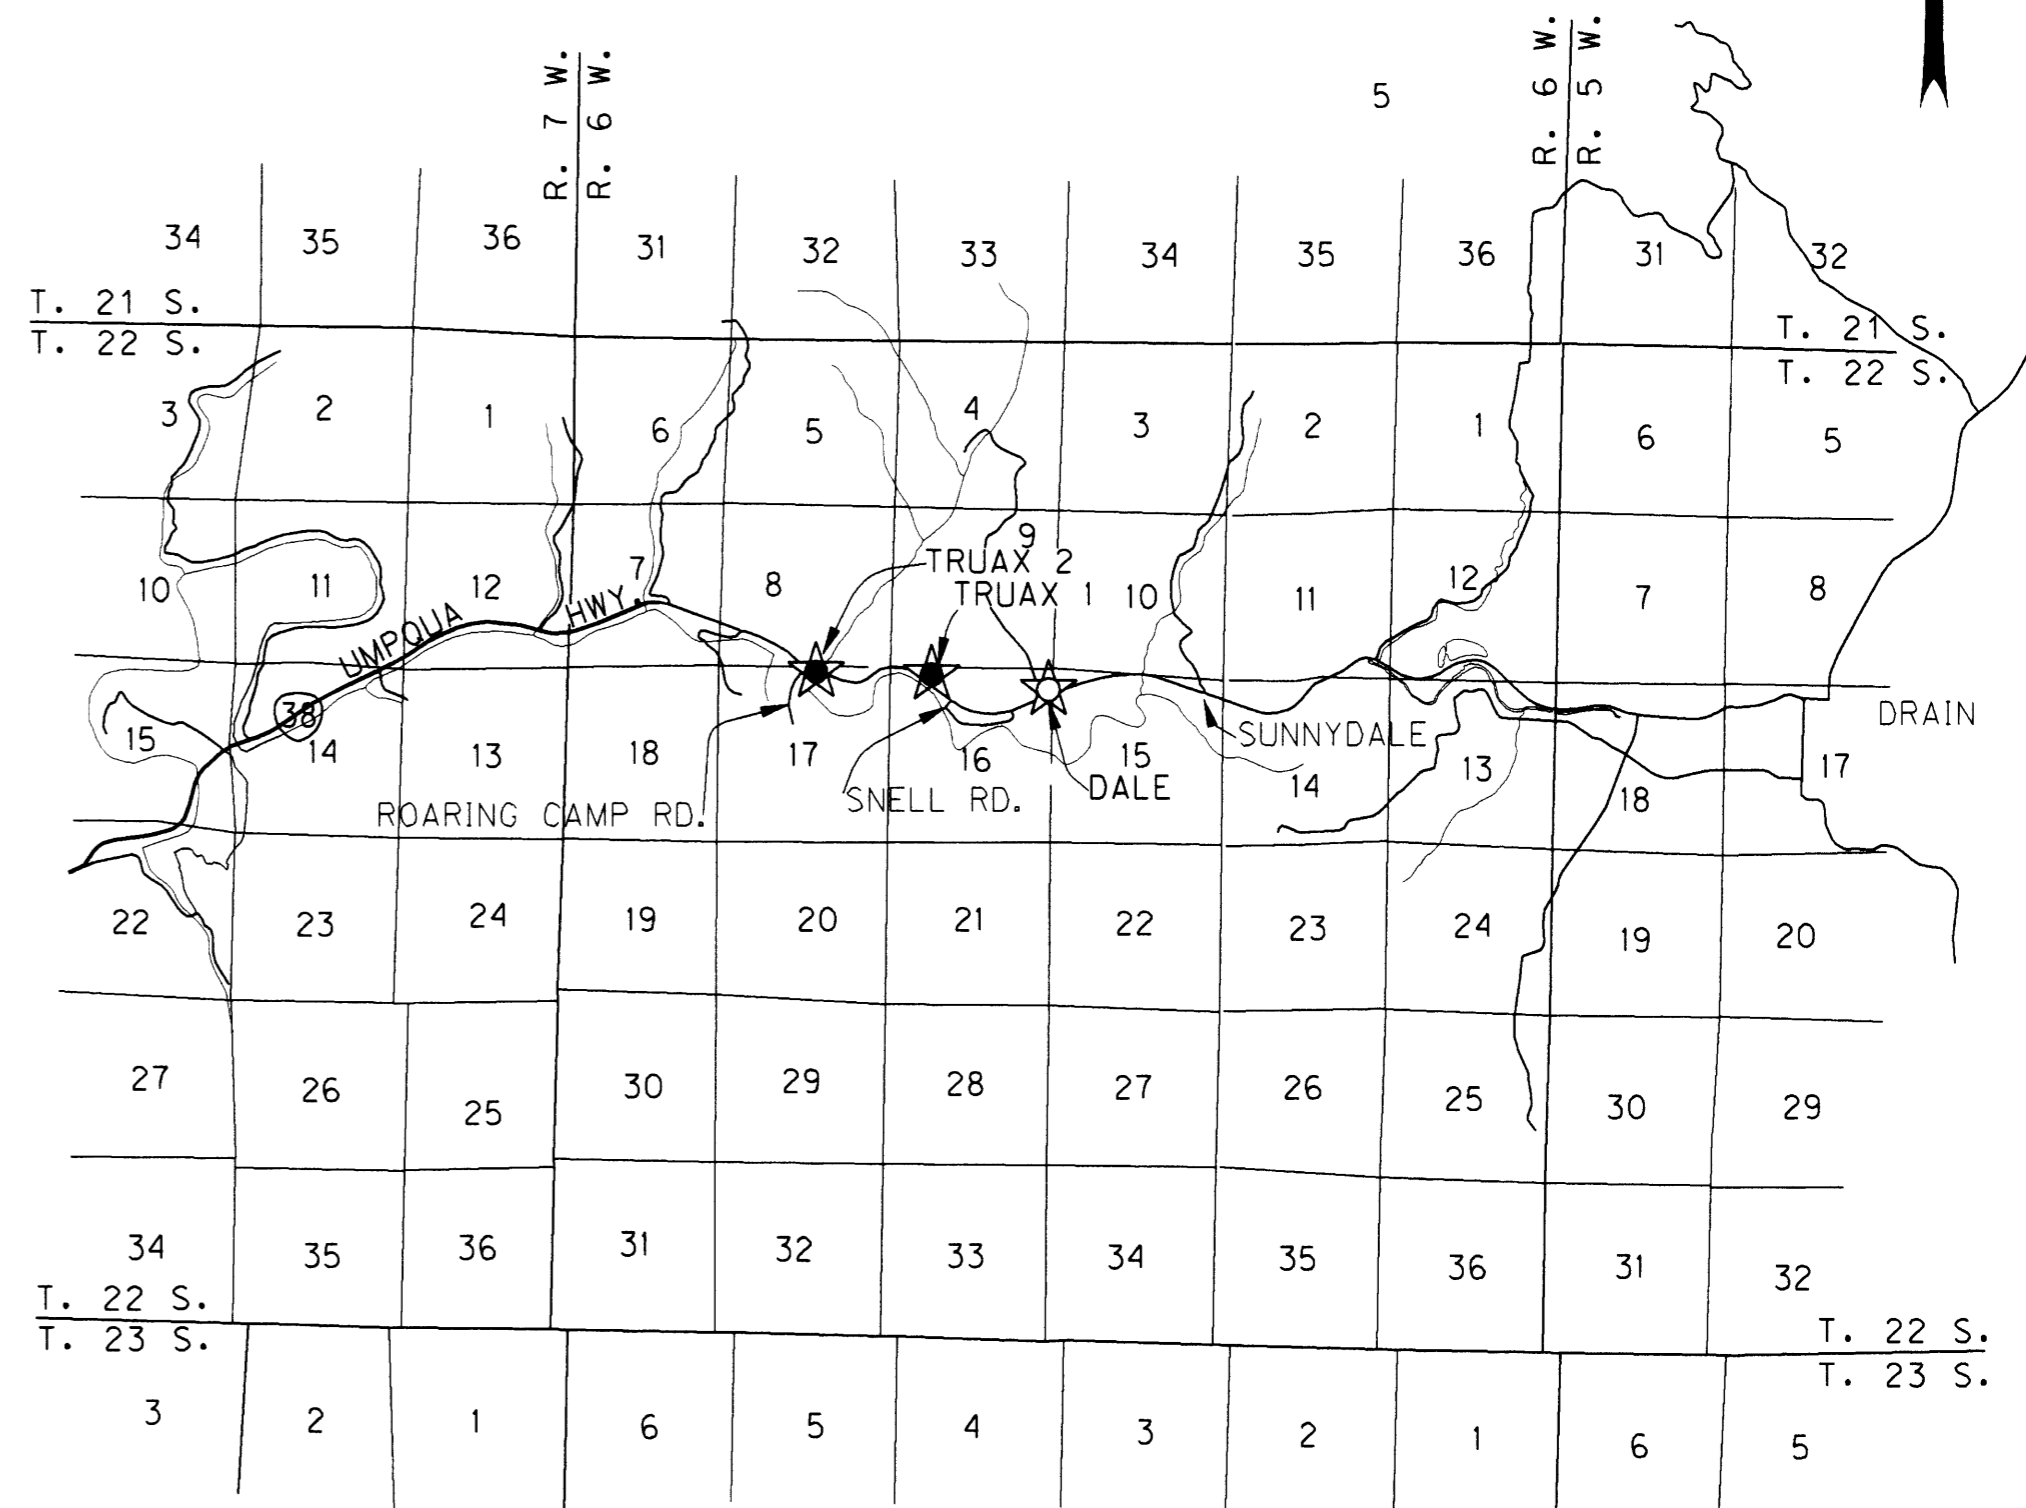 R. 7 W.
R. 6 W.
R. 6 W.
R. 5 W.
5
34 35 36 31 32 33 34 35 36 31 32
T. 21 S.
T. 22 S.
T. 21 S.
T. 22 S.
3 2 1 6 5 4 3 2 1 6 5
9
TRUAX 2
TRUAX 1
10 11 12 7 8 10 11 12 7 8
UMPQUA HWY.
38
SUNNYDALE
DRAIN
15 14 13 18 17 16 15 14 13 18 17
DALE
SNELL RD.
ROARING CAMP RD.
22 23 24 19 20 21 22 23 24 19 20
27 26 25 30 29 28 27 26 25 30 29
34 35 36 31 32 33 34 35 36 31 32
T. 22 S.
T. 23 S.
T. 22 S.
T. 23 S.
3 2 1 6 5 4 3 2 1 6 5